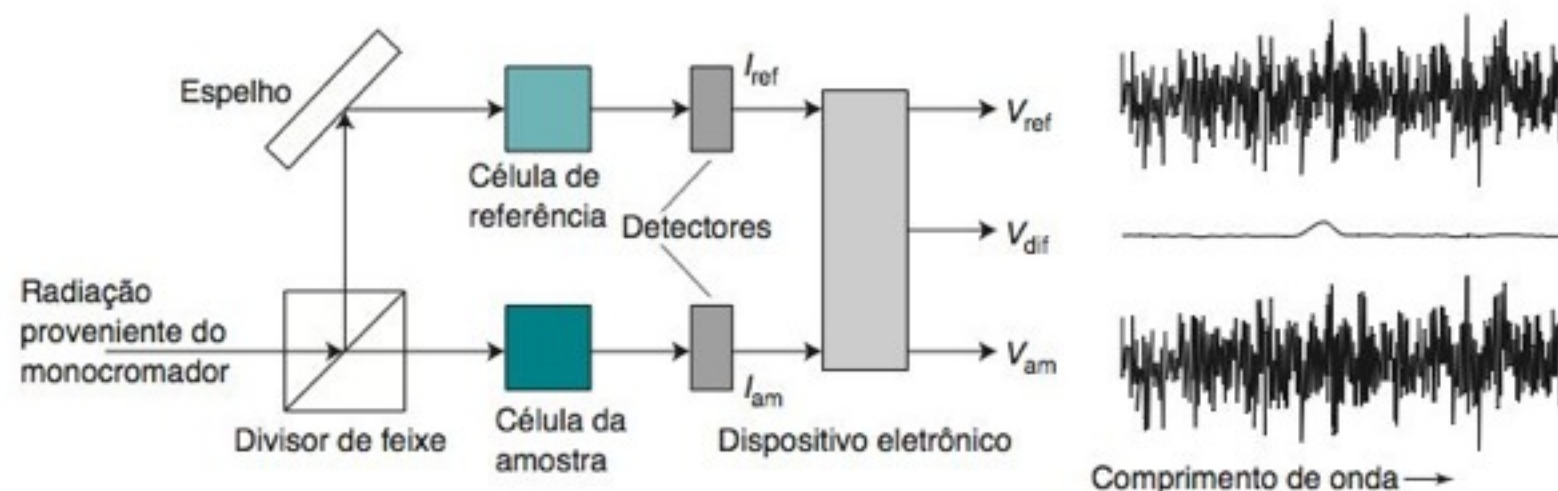 Espelho
I_ref
V_ref
Célula de
referência
Detectores
V_dif
Radiação
proveniente do
monocromador
V_am
I_am
Divisor de feixe
Célula da
amostra
Dispositivo eletrônico
Comprimento de onda